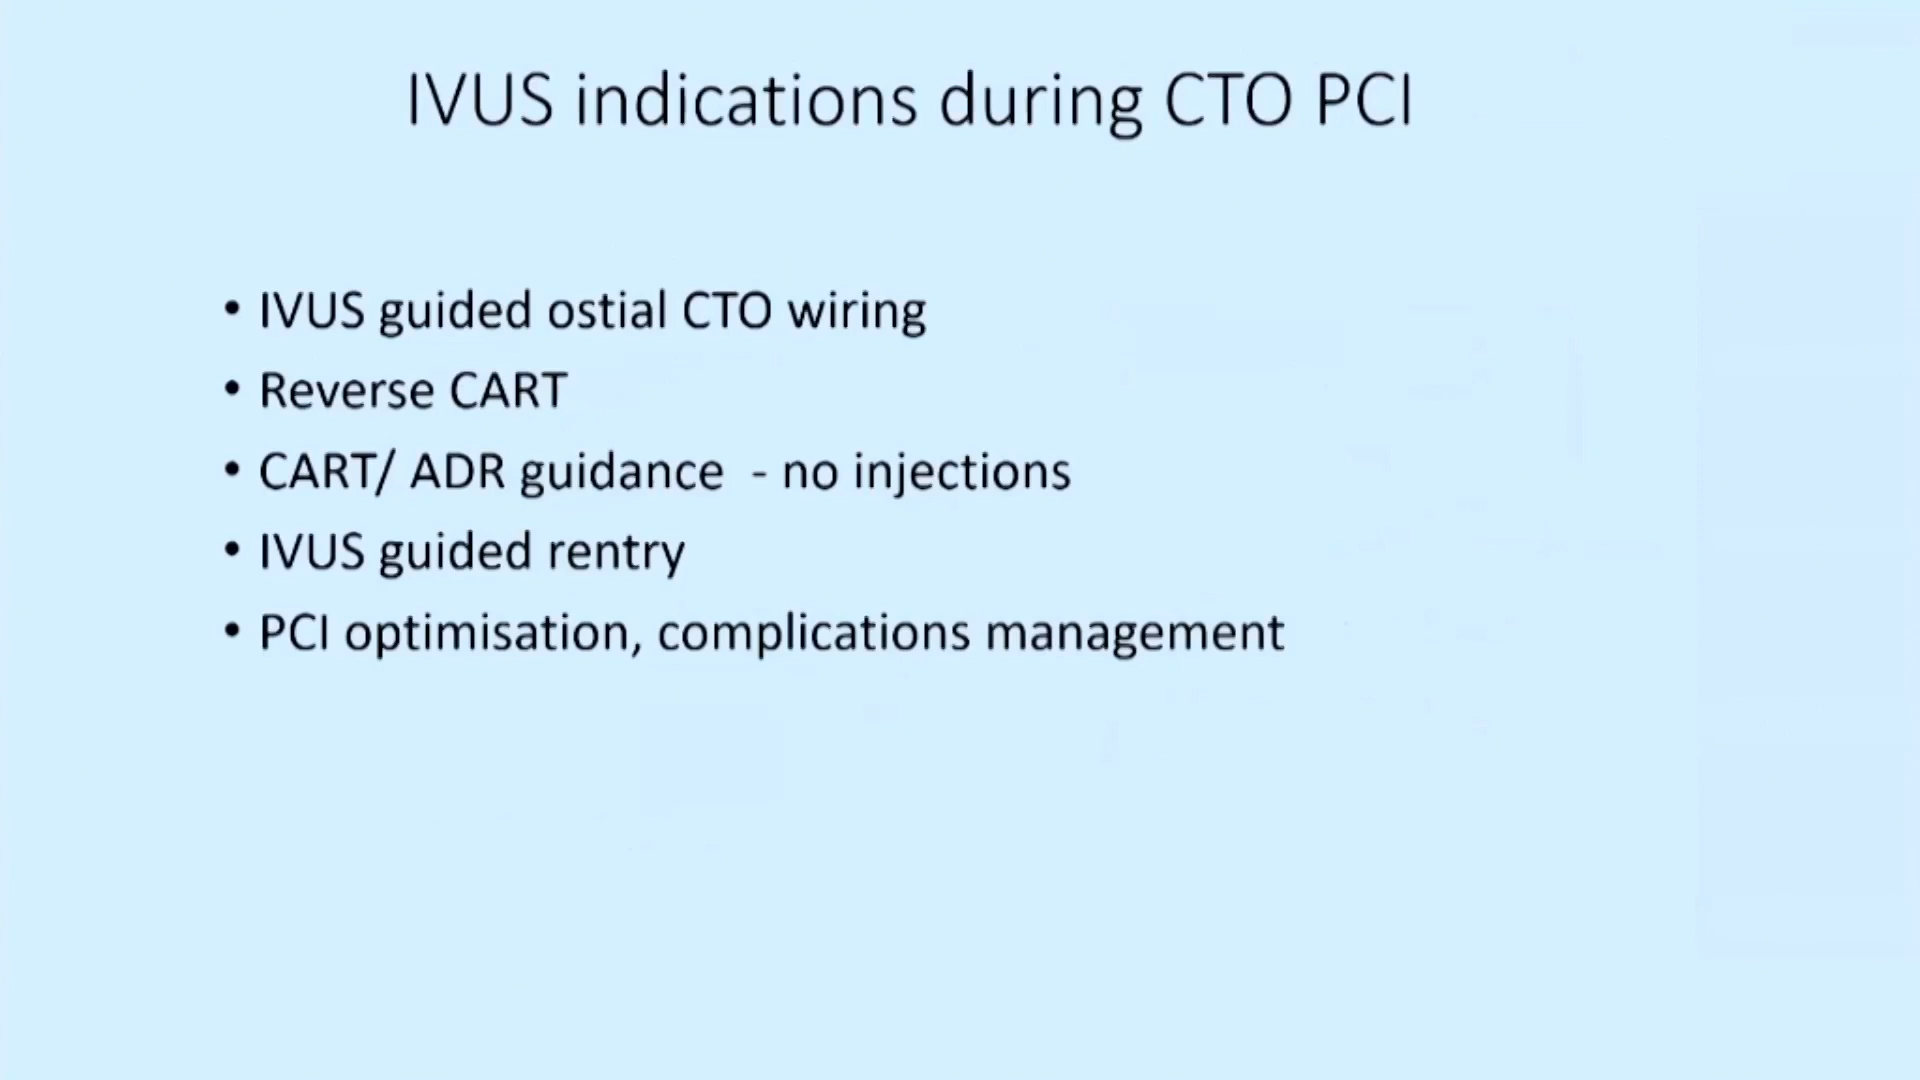 IVUS indications during CTO PCI
• IVUS guided ostial CTO wiring
• Reverse CART
• CART/ ADR guidance  - no injections
• IVUS guided rentry
• PCI optimisation, complications management